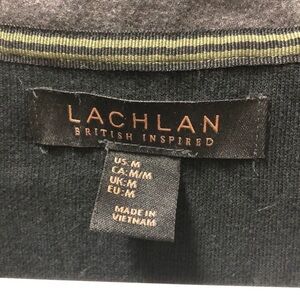 LACHLAN
BRITISH INSPIRED
US:M
CA:M/M
UK:M
EU:M
MADE IN
VIETNAM